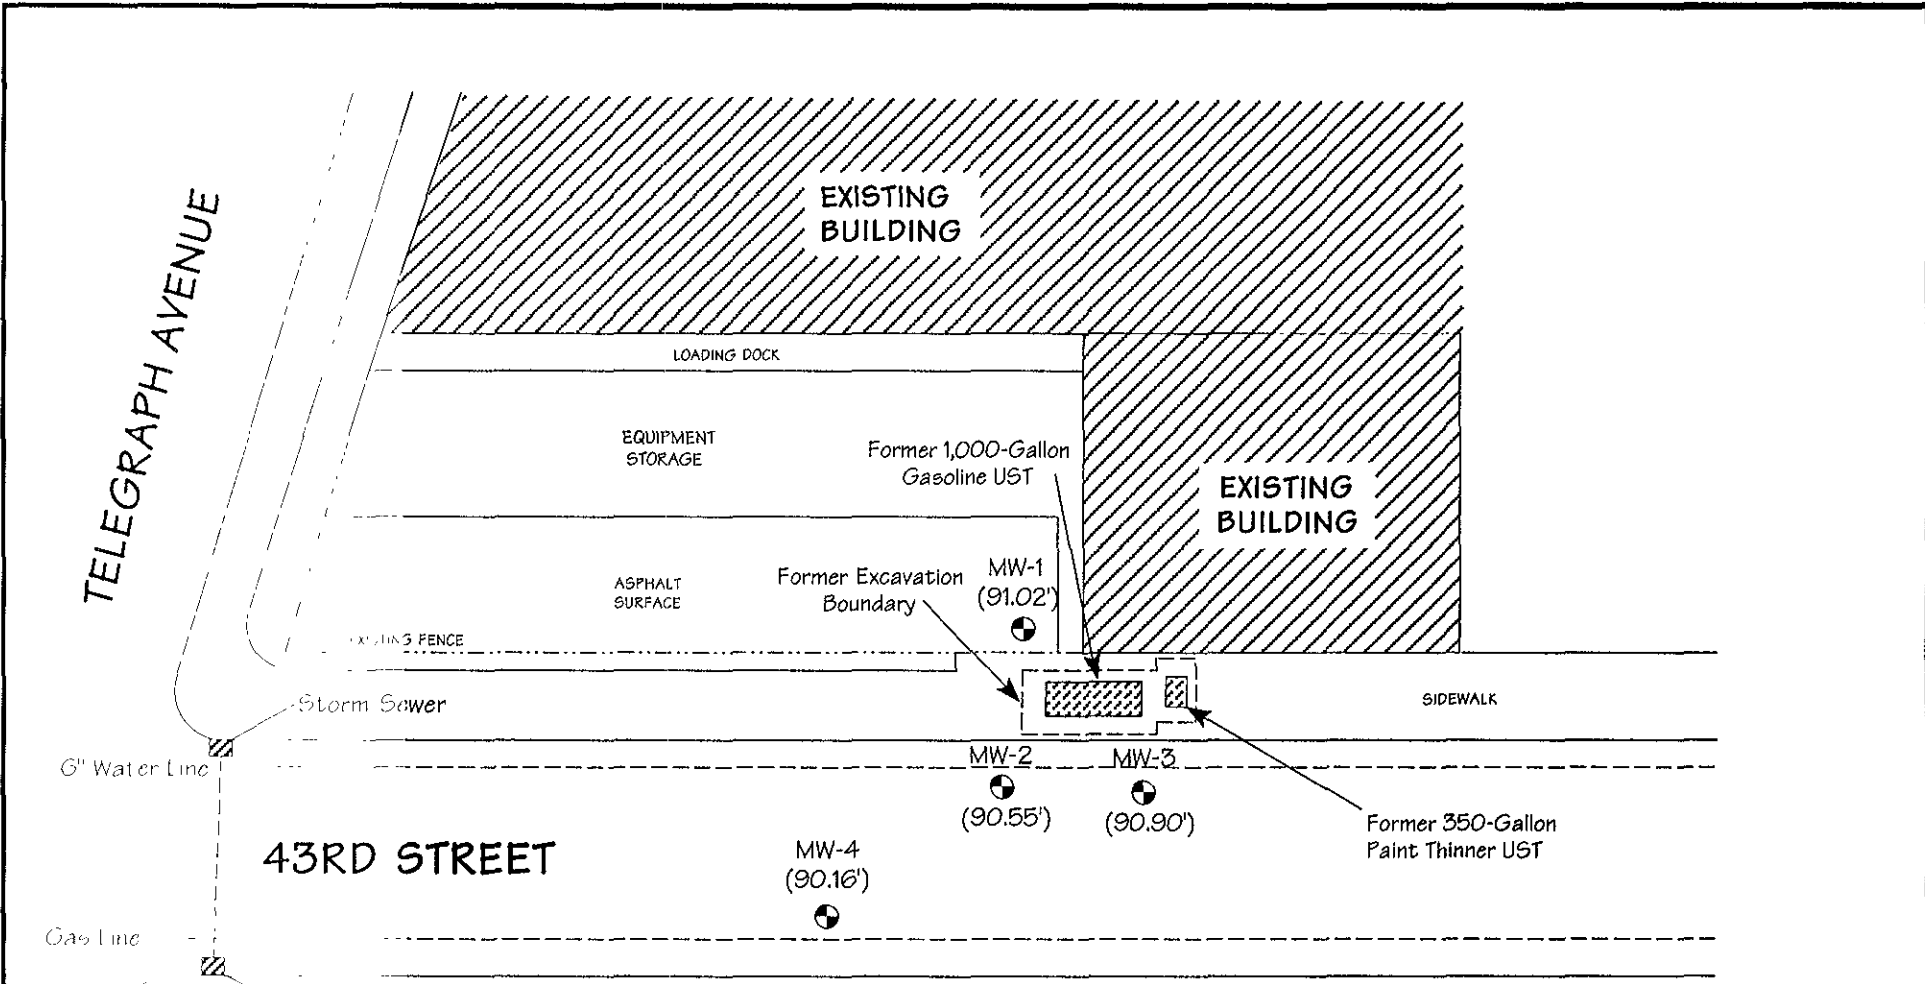 TELEGRAPH AVENUE
EXISTING
BUILDING
LOADING DOCK
EQUIPMENT
STORAGE
Former 1,000-Gallon
Gasoline UST
EXISTING
BUILDING
ASPHALT
SURFACE
Former Excavation
Boundary
MW-1
(91.02')
FENCE
Storm Sewer
SIDEWALK
6" Water Line
MW-2
(90.55')
MW-3
(90.90')
Former 350-Gallon
Paint Thinner UST
43RD STREET
MW-4
(90.16')
Gas Line